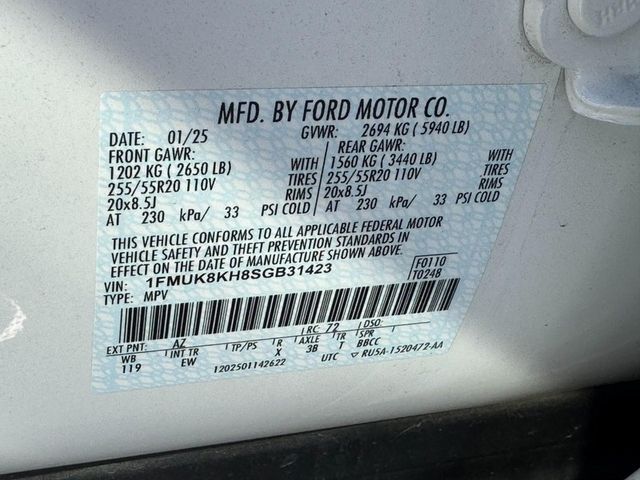 MFD. BY FORD MOTOR CO.
DATE: 01/25 GVWR: 2694 KG ( 5940 LB)
FRONT GAWR: REAR GAWR:
1202 KG ( 2650 LB) WITH 1560 KG ( 3440 LB) WITH
255/55R20 110V TIRES 255/55R20 110V TIRES
20x8.5J RIMS 20x8.5J RIMS
AT 230 kPa/ 33 PSI COLD AT 230 kPa/ 33 PSI COLD
THIS VEHICLE CONFORMS TO ALL APPLICABLE FEDERAL MOTOR
VEHICLE SAFETY AND THEFT PREVENTION STANDARDS IN
EFFECT ON THE DATE OF MANUFACTURE SHOWN ABOVE.
VIN: 1FMUK8KH8SGB31423 F0110
TYPE: MPV T0248
EXT PNT: AZ RC: 72 DSO:
WB INT TR TP/PS R AXLE TR SPR
119 EW X 3B T BBCC
1202501142622 UTC ▽ RU5A-1520472-AA